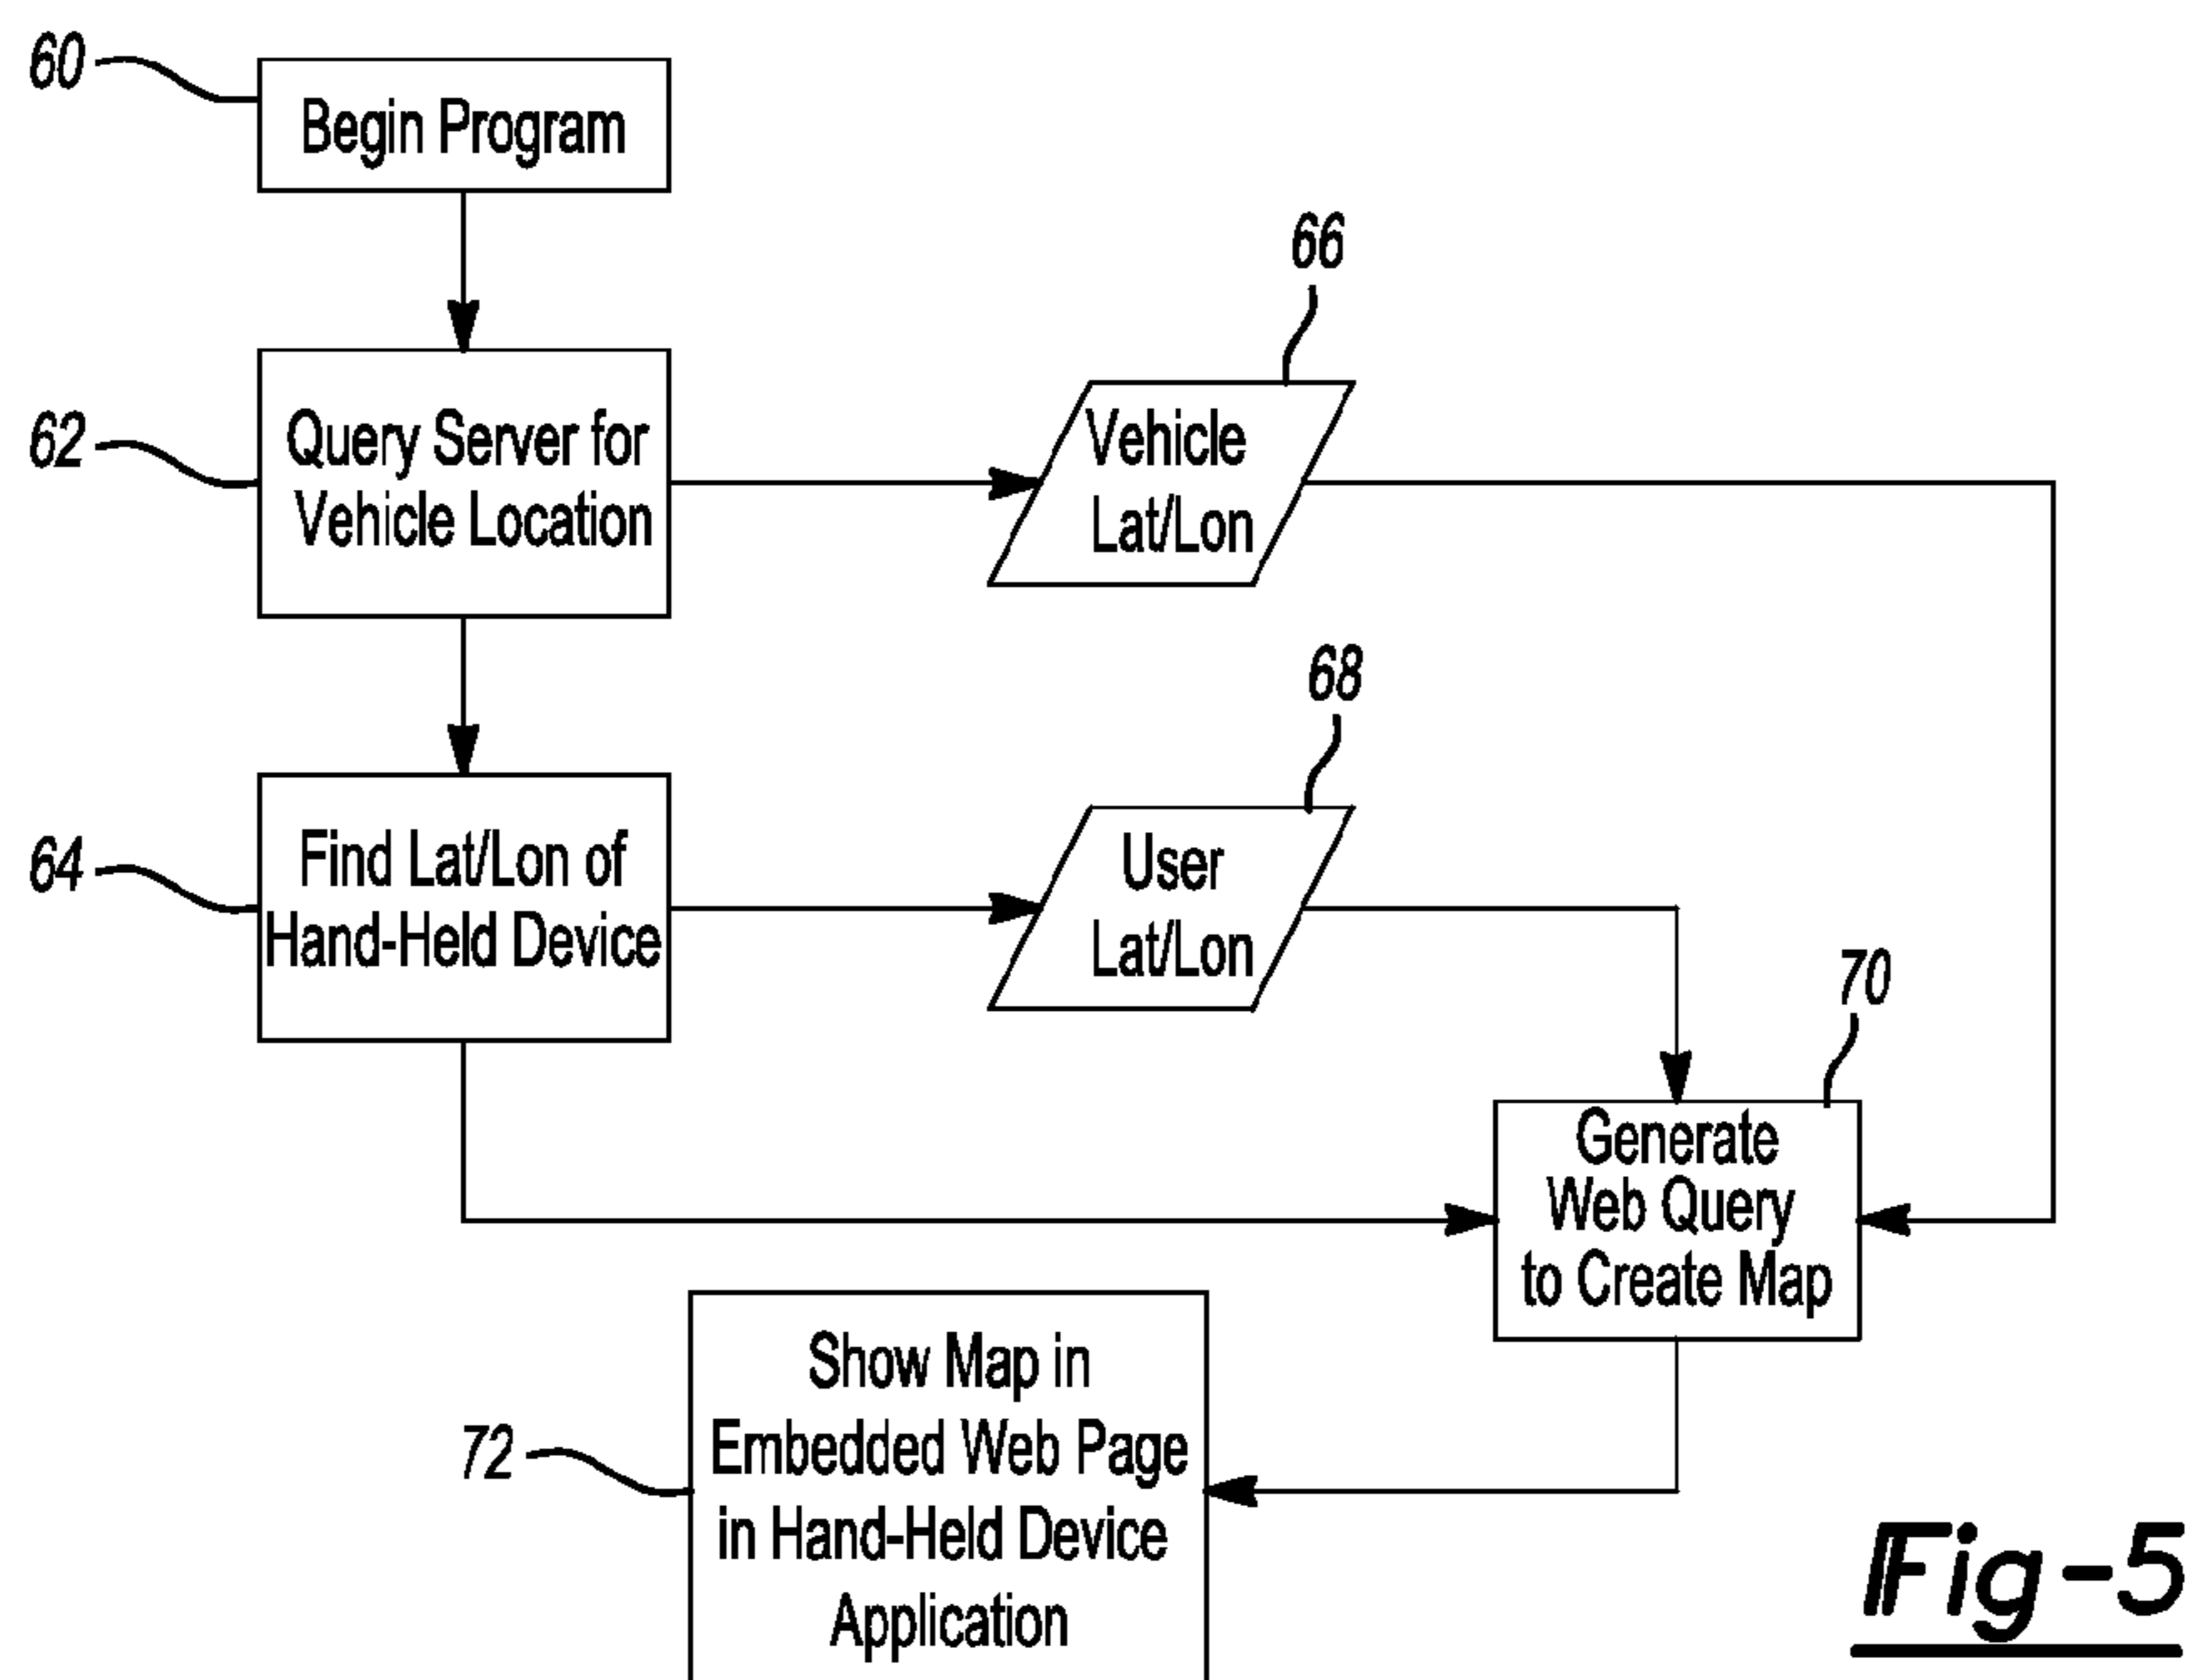 60
Begin Program
66
62
Query Server for
Vehicle Location
Vehicle
Lat/Lon
68
64
Find Lat/Lon of
Hand-Held Device
User
Lat/Lon
70
Generate
Web Query
to Create Map
72
Show Map in
Embedded Web Page
in Hand-Held Device
Application
Fig-5